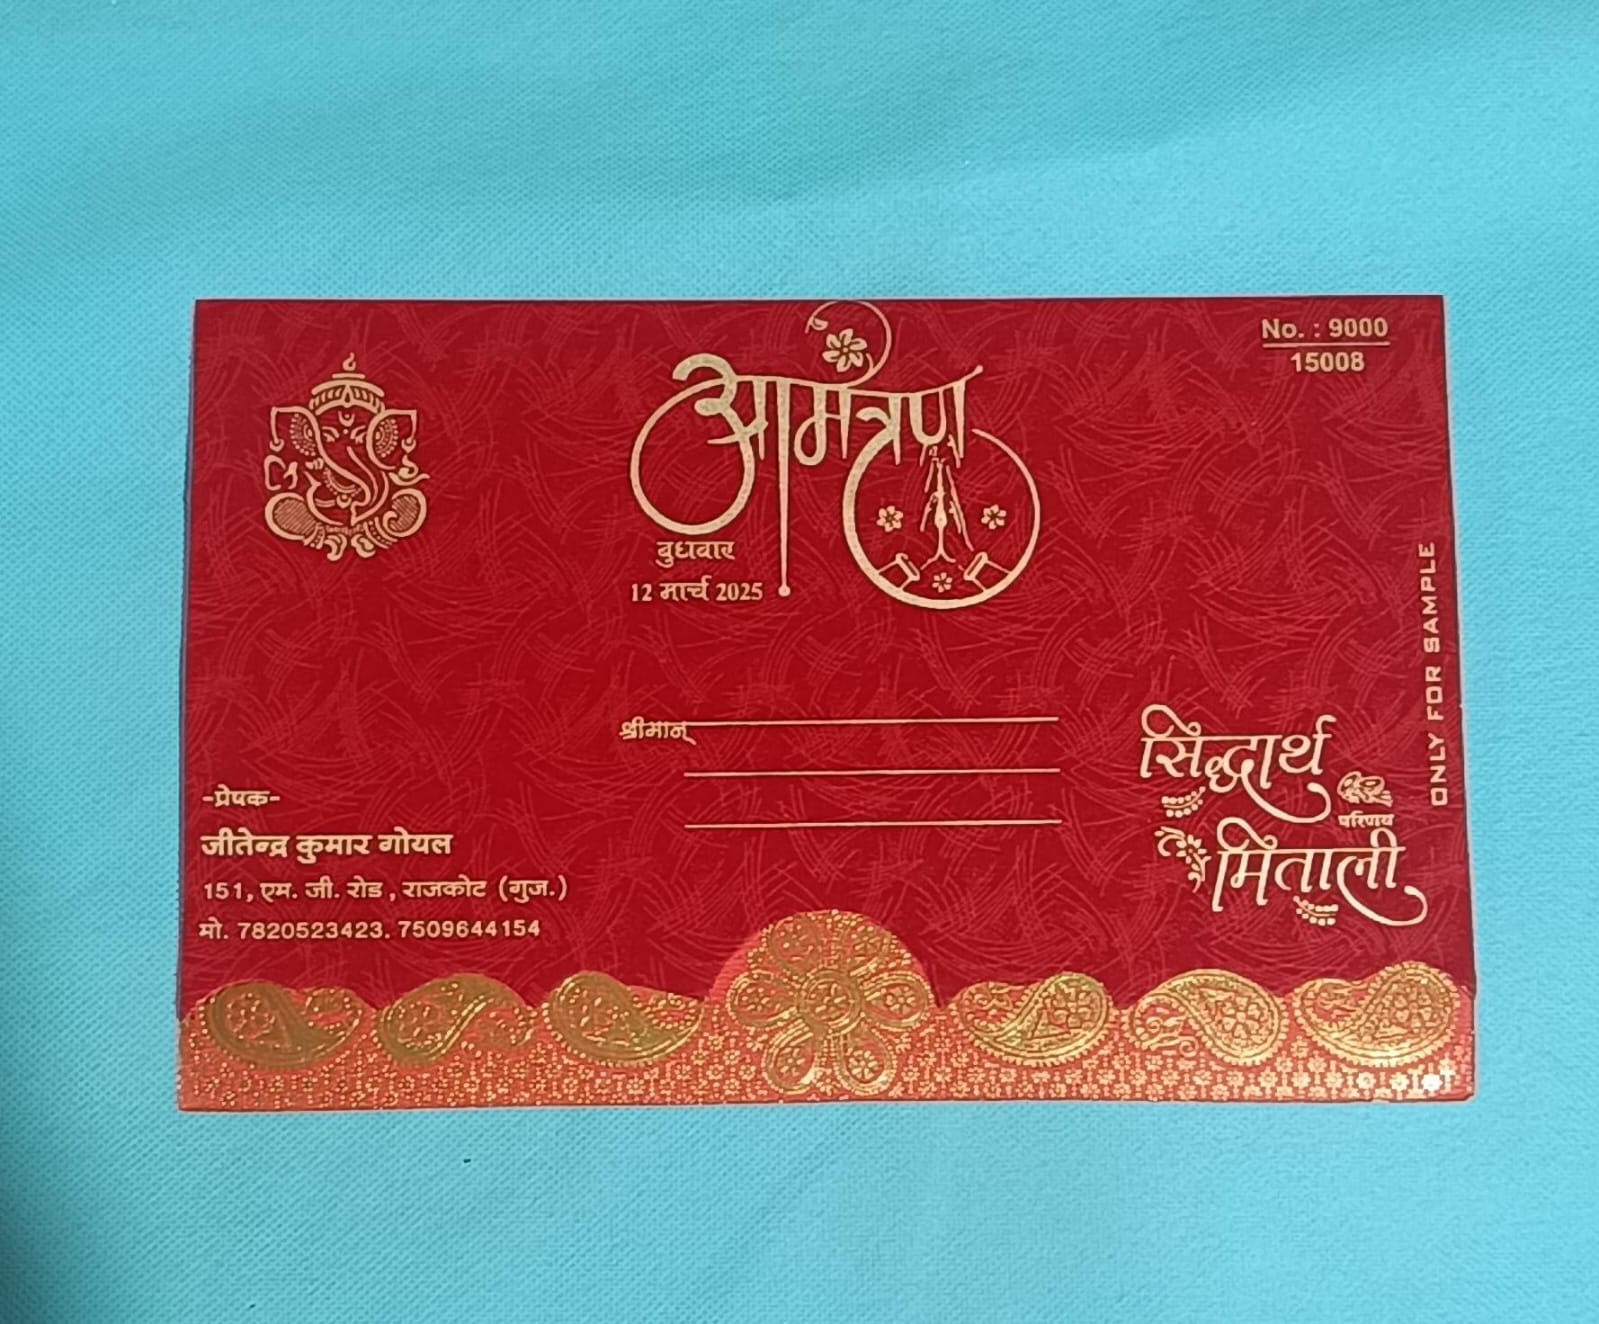 No. : 9000
15008
आमंत्रण
बुधवार
12 मार्च 2025
ONLY FOR SAMPLE
श्रीमान्
सिद्धार्थ
परिणय
मिताली
-प्रेषक-
जीतेन्द्र कुमार गोयल
151, एम. जी. रोड , राजकोट (गुज.)
मो. 7820523423. 7509644154